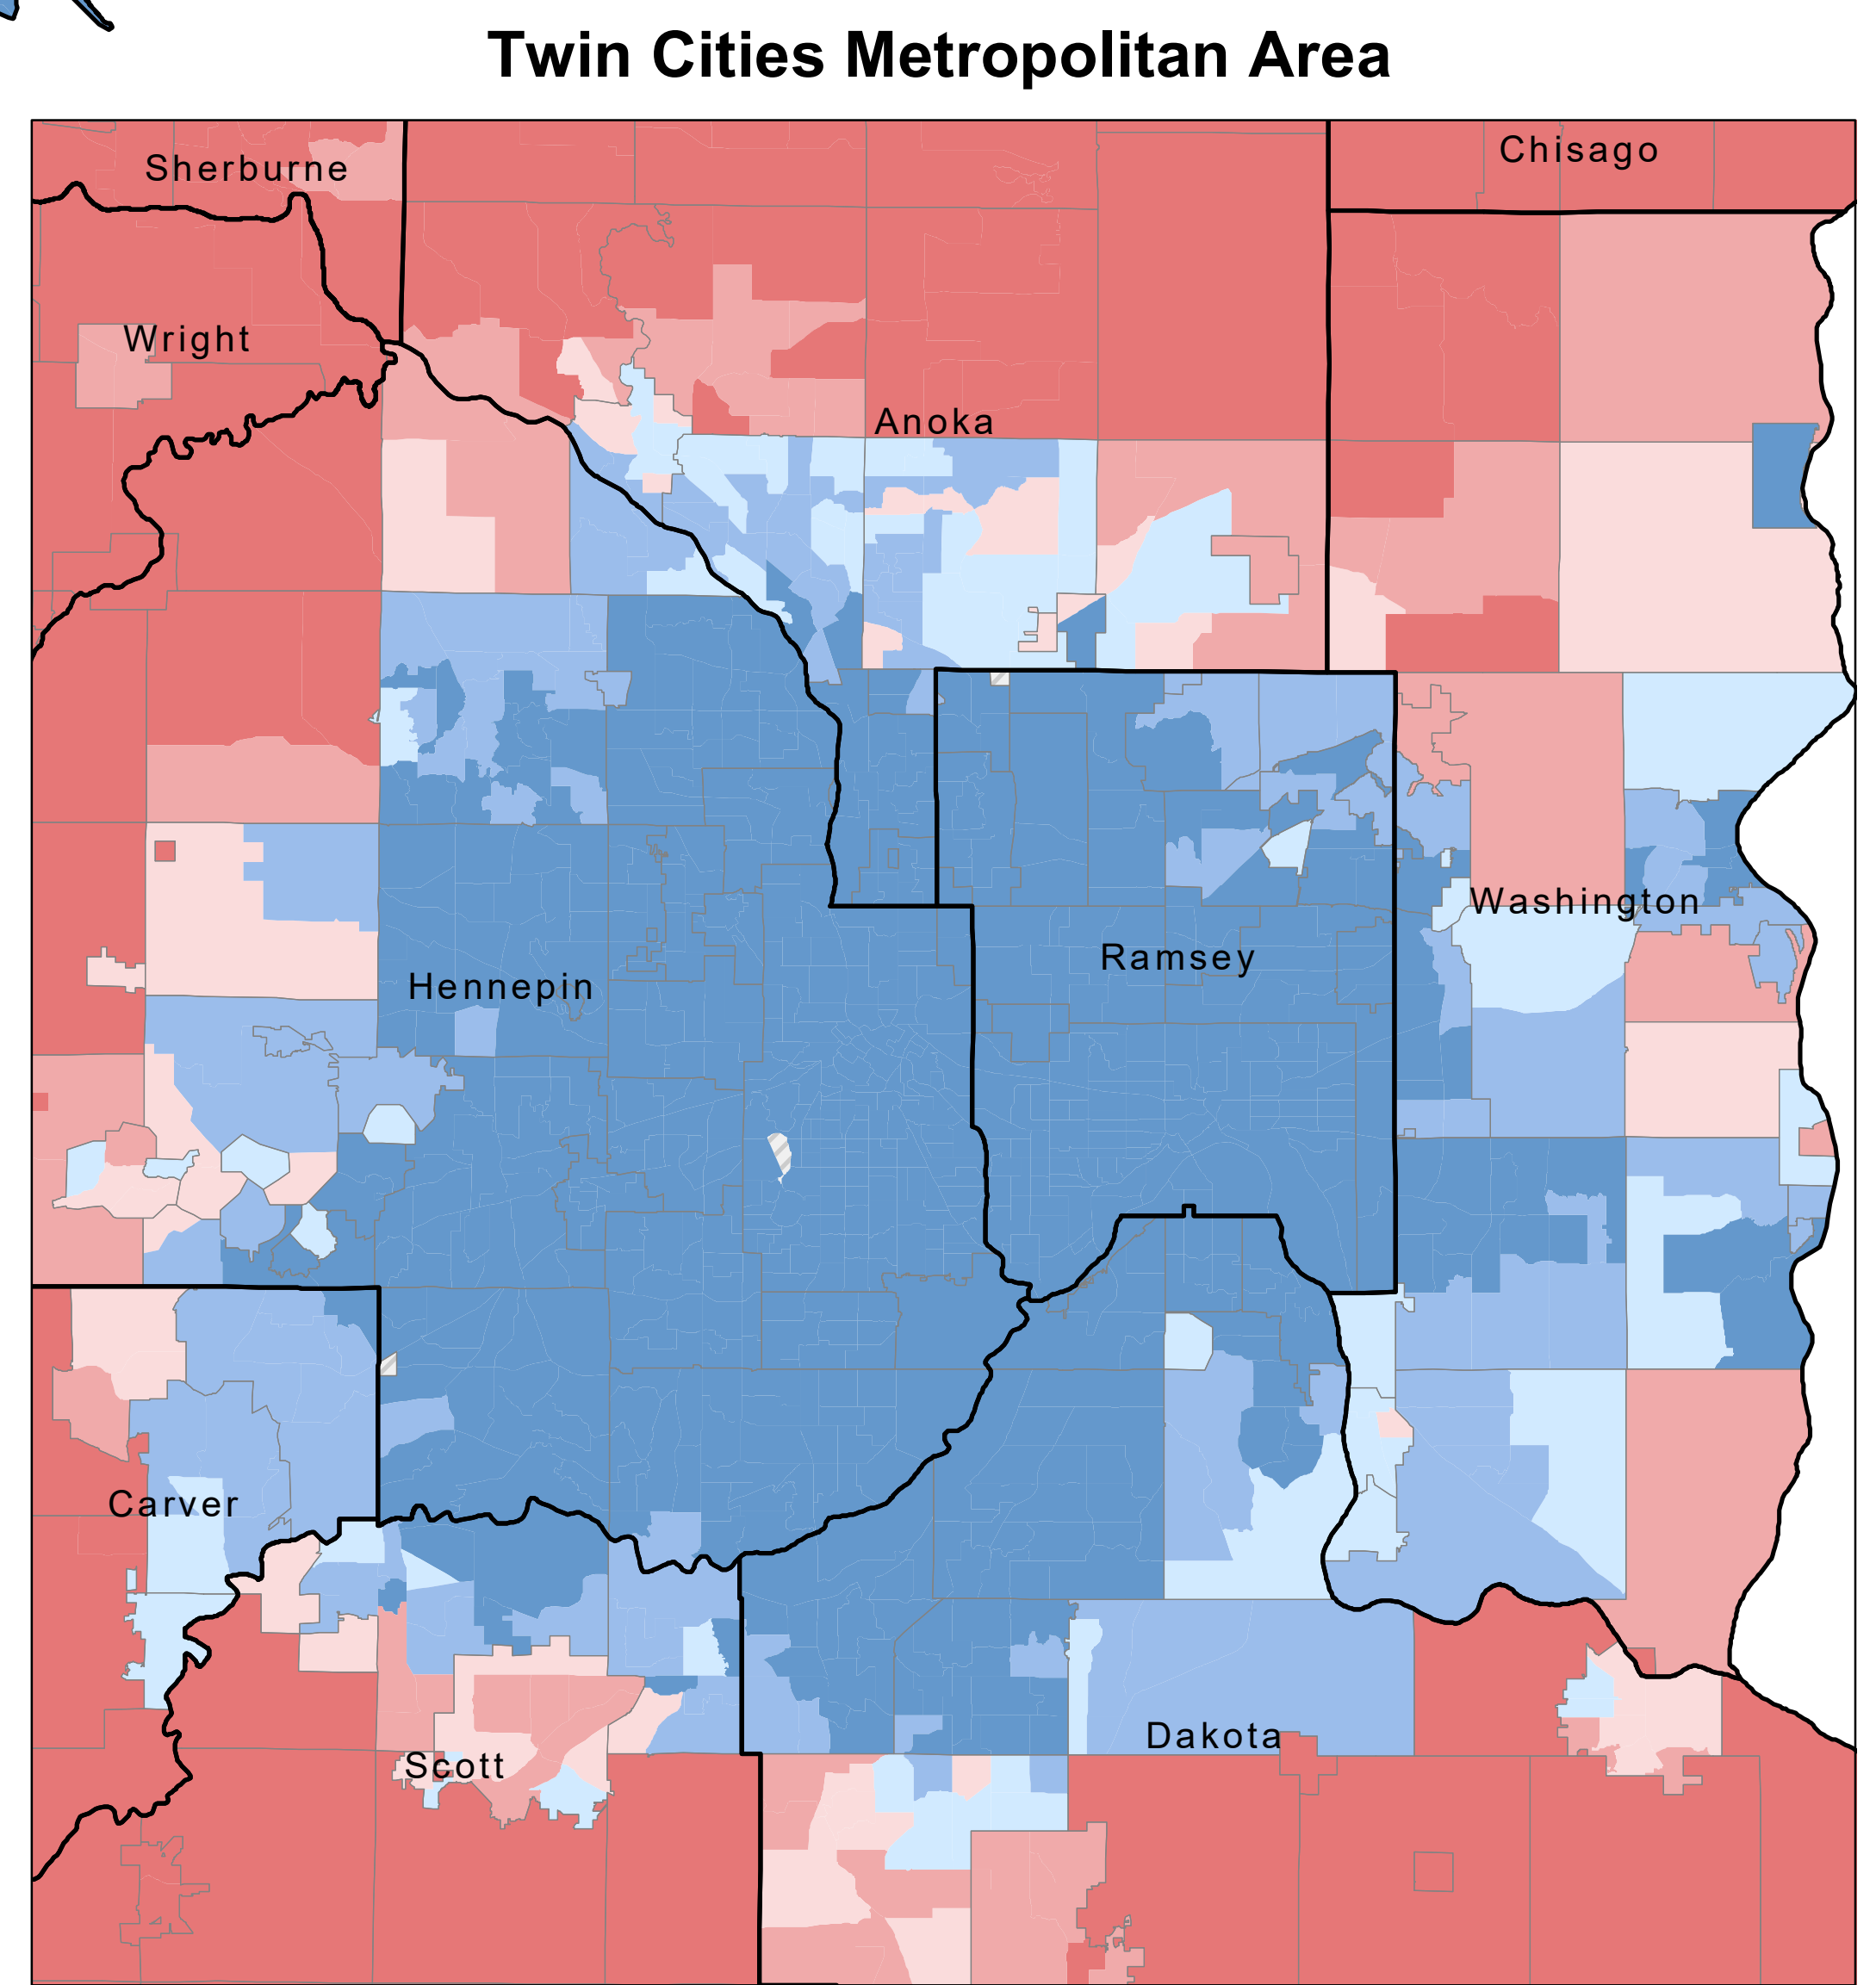 Twin Cities Metropolitan Area
Chisago
Sherburne
Wright
Anoka
Washington
Ramsey
Hennepin
Carver
Dakota
Scott